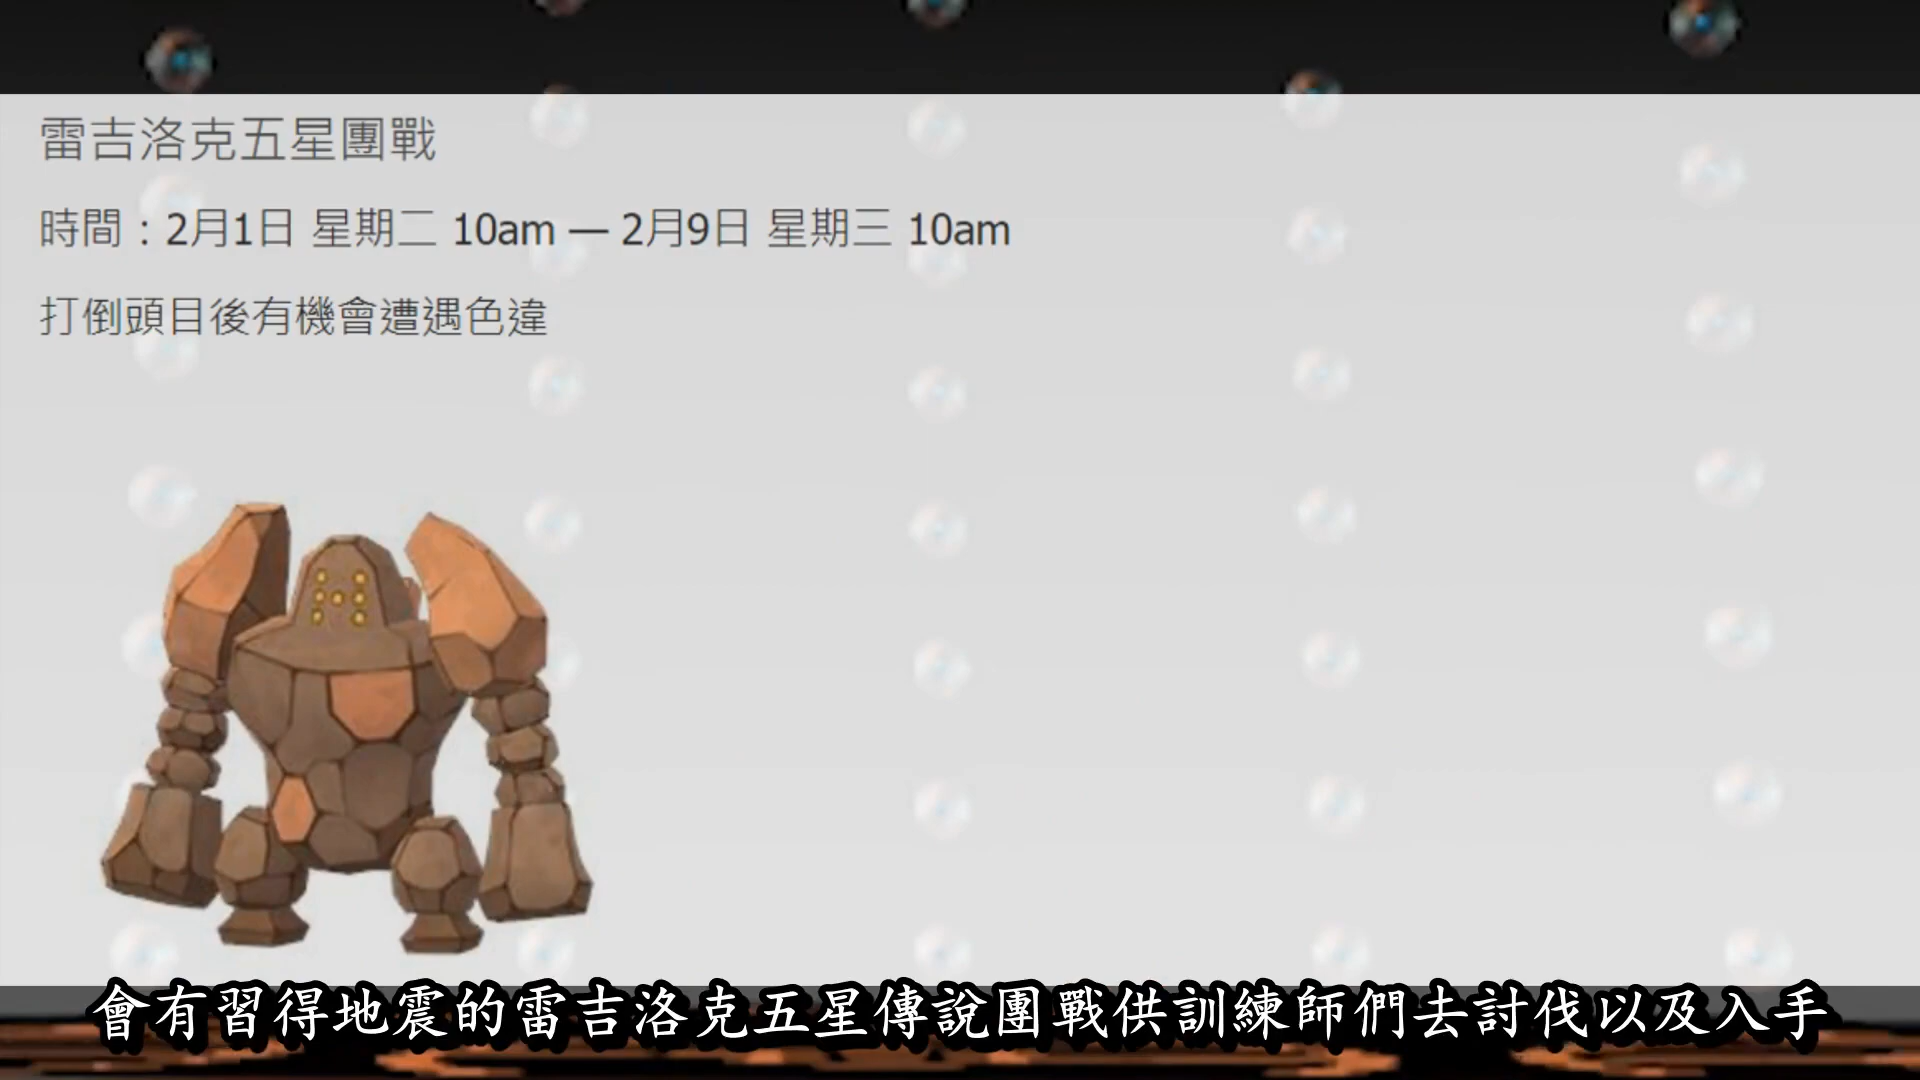 雷吉洛克五星團戰
時間：2月1日 星期二 10am — 2月9日 星期三 10am
打倒頭目後有機會遭遇色違
會有習得地震的雷吉洛克五星傳說團戰供訓練師們去討伐以及入手